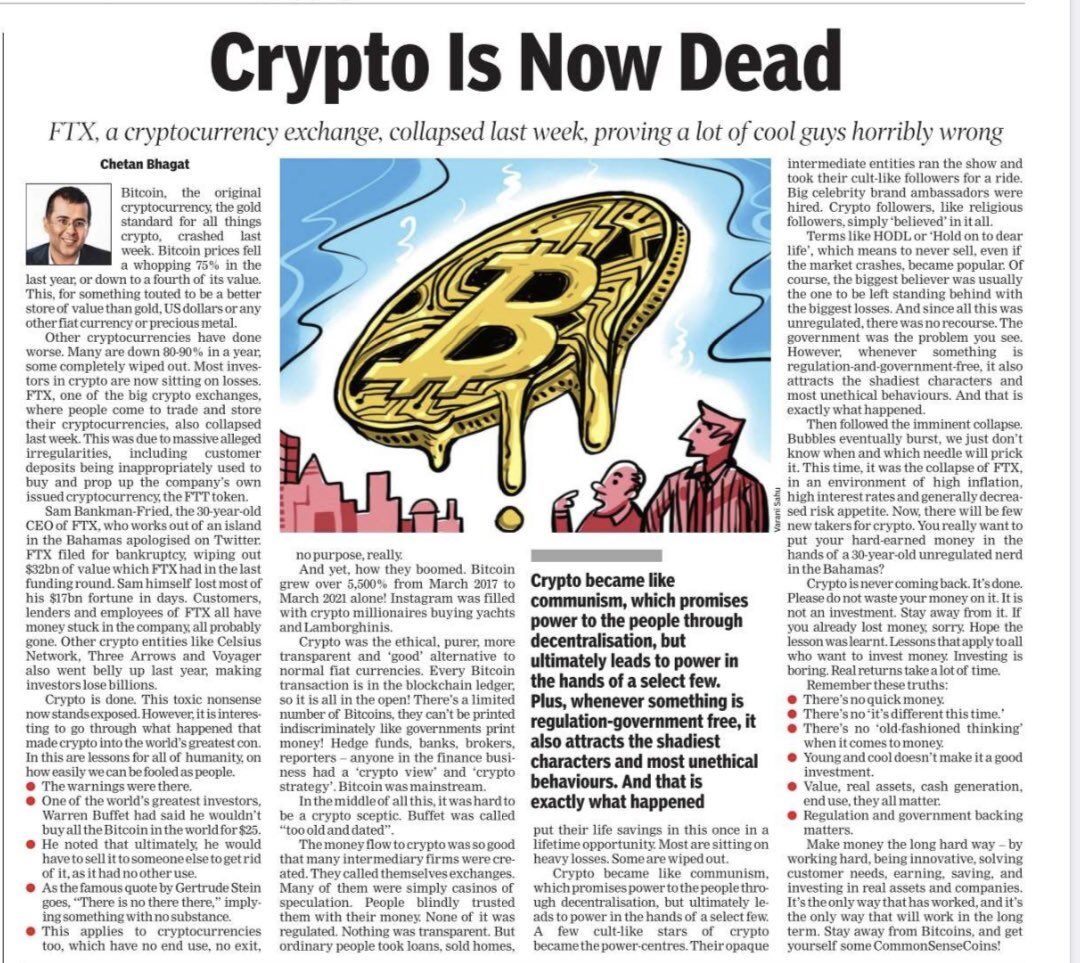 Crypto Is Now Dead
FTX, a cryptocurrency exchange, collapsed last week, proving a lot of cool guys horribly wrong
Chetan Bhagat
Bitcoin, the original
cryptocurrency, the gold
standard for all things
crypto, crashed last
week. Bitcoin prices fell
a whopping 75% in the
last year, or down to a fourth of its value.
This, for something touted to be a better
store of value than gold, US dollars or any
other fiat currency or precious metal.
Other cryptocurrencies have done
worse. Many are down 80-90% in a year,
some completely wiped out. Most inves-
tors in crypto are now sitting on losses.
FTX, one of the big crypto exchanges,
where people come to trade and store
their cryptocurrencies, also collapsed
last week. This was due to massive alleged
irregularities, including customer
deposits being inappropriately used to
buy and prop up the company's own
issued cryptocurrency, the FTT token.
Sam Bankman-Fried, the 30-year-old
CEO of FTX, who works out of an island
in the Bahamas apologised on Twitter.
FTX filed for bankruptcy, wiping out
$32bn of value which FTX had in the last
funding round. Sam himself lost most of
his $17bn fortune in days. Customers,
lenders and employees of FTX all have
money stuck in the company, all probably
gone. Other crypto entities like Celsius
Network, Three Arrows and Voyager
also went belly up last year, making
investors lose billions.
Crypto is done. This toxic nonsense
now stands exposed. However, it is interes-
ting to go through what happened that
made crypto into the world's greatest con.
In this are lessons for all of humanity, on
how easily we can be fooled as people.
● The warnings were there.
● One of the world's greatest investors,
Warren Buffet had said he wouldn't
buy all the Bitcoin in the world for $25.
● He noted that ultimately, he would
have to sell it to someone else to get rid
of it, as it had no other use.
● As the famous quote by Gertrude Stein
goes, "There is no there there," imply-
ing something with no substance.
● This applies to cryptocurrencies
too, which have no end use, no exit,
Varani Sahu
no purpose, really.
And yet, how they boomed. Bitcoin
grew over 5,500% from March 2017 to
March 2021 alone! Instagram was filled
with crypto millionaires buying yachts
and Lamborghinis.
Crypto was the ethical, purer, more
transparent and 'good' alternative to
normal fiat currencies. Every Bitcoin
transaction is in the blockchain ledger,
so it is all in the open! There's a limited
number of Bitcoins, they can't be printed
indiscriminately like governments print
money! Hedge funds, banks, brokers,
reporters – anyone in the finance busi-
ness had a 'crypto view' and 'crypto
strategy'. Bitcoin was mainstream.
In the middle of all this, it was hard to
be a crypto sceptic. Buffet was called
"too old and dated".
The money flow to crypto was so good
that many intermediary firms were cre-
ated. They called themselves exchanges.
Many of them were simply casinos of
speculation. People blindly trusted
them with their money. None of it was
regulated. Nothing was transparent. But
ordinary people took loans, sold homes,
Crypto became like
communism, which promises
power to the people through
decentralisation, but
ultimately leads to power in
the hands of a select few.
Plus, whenever something is
regulation-government free, it
also attracts the shadiest
characters and most unethical
behaviours. And that is
exactly what happened
put their life savings in this once in a
lifetime opportunity. Most are sitting on
heavy losses. Some are wiped out.
Crypto became like communism,
which promises power to the people thro-
ugh decentralisation, but ultimately le-
ads to power in the hands of a select few.
A few cult-like stars of crypto
became the power-centres. Their opaque
intermediate entities ran the show and
took their cult-like followers for a ride.
Big celebrity brand ambassadors were
hired. Crypto followers, like religious
followers, simply 'believed' in it all.
Terms like HODL or 'Hold on to dear
life', which means to never sell, even if
the market crashes, became popular. Of
course, the biggest believer was usually
the one to be left standing behind with
the biggest losses. And since all this was
unregulated, there was no recourse. The
government was the problem you see.
However, whenever something is
regulation-and-government-free, it also
attracts the shadiest characters and
most unethical behaviours. And that is
exactly what happened.
Then followed the imminent collapse.
Bubbles eventually burst, we just don't
know when and which needle will prick
it. This time, it was the collapse of FTX,
in an environment of high inflation,
high interest rates and generally decrea-
sed risk appetite. Now, there will be few
new takers for crypto. You really want to
put your hard-earned money in the
hands of a 30-year-old unregulated nerd
in the Bahamas?
Crypto is never coming back. It's done.
Please do not waste your money on it. It is
not an investment. Stay away from it. If
you already lost money, sorry. Hope the
lesson was learnt. Lessons that apply to all
who want to invest money. Investing is
boring. Real returns take a lot of time.
Remember these truths:
● There's no quick money.
● There's no 'it's different this time.'
● There's no 'old-fashioned thinking'
when it comes to money.
● Young and cool doesn't make it a good
investment.
● Value, real assets, cash generation,
end use, they all matter.
● Regulation and government backing
matters.
Make money the long hard way – by
working hard, being innovative, solving
customer needs, earning, saving, and
investing in real assets and companies.
It's the only way that has worked, and it's
the only way that will work in the long
term. Stay away from Bitcoins, and get
yourself some CommonSenseCoins!